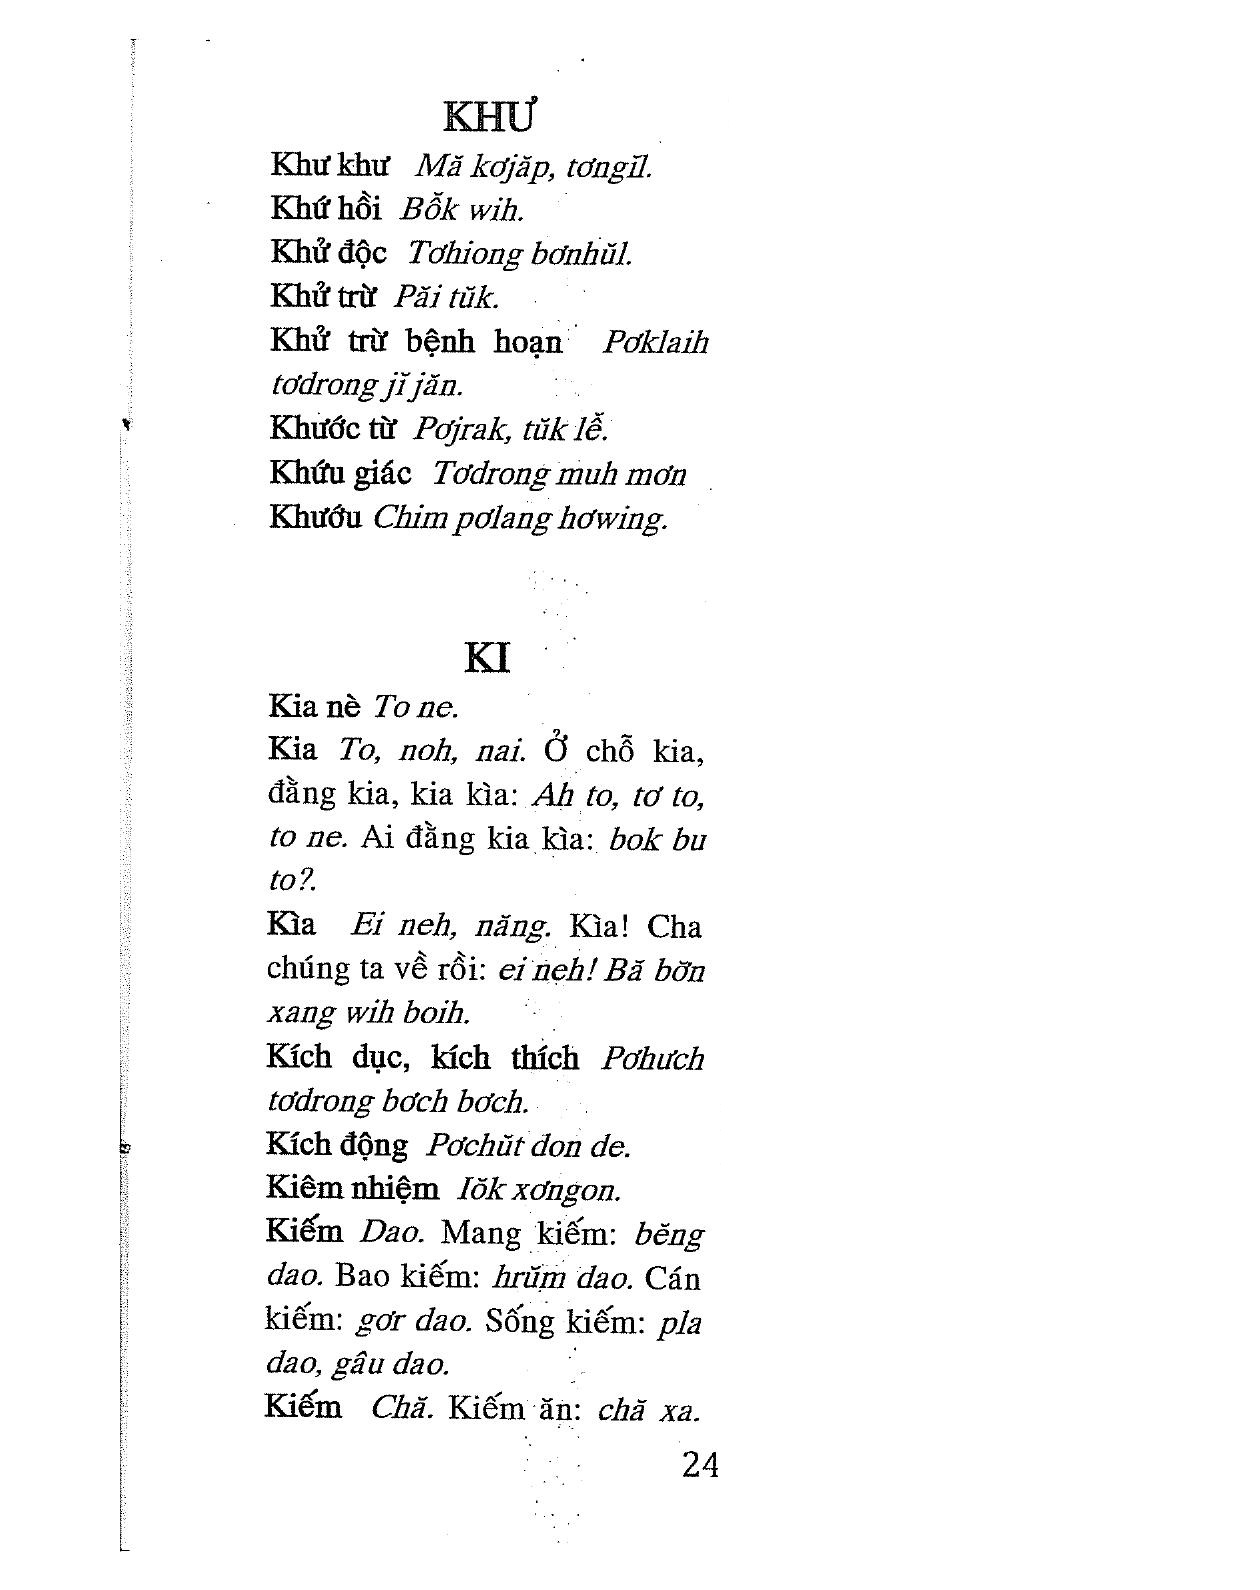 KHƯ
Khư khư Mă kơjăp, tơngĭl.
Khứ hồi Bôk̆ wih.
Khử độc Tơhiong bơnhŭl.
Khử trừ Păi tŭk.
Khử trừ bệnh hoạn Pơklaih
tơdrong jĭ jăn.
Khước từ Pơjrak, tŭk lê̆.
Khứu giác Tơdrong muh mơn
Khướu Chim pơlang hơwing.
KI
Kia nè To ne.
Kia To, noh, nai. Ở chỗ kia,
đằng kia, kia kìa: Ah to, tơ to,
to ne. Ai đằng kia kìa: bok bu
to?.
Kìa Ei neh, năng. Kìa! Cha
chúng ta về rồi: ei neh! Bă bơ̆n
xang wih boih.
Kích dục, kích thích Pơhưch
tơdrong bơch bơch.
Kích động Pơchŭt don de.
Kiêm nhiệm Iŏk xơngon.
Kiếm Dao. Mang kiếm: bĕng
dao. Bao kiếm: hrŭm dao. Cán
kiếm: gơr dao. Sống kiếm: pla
dao, gâu dao.
Kiếm Chă. Kiếm ăn: chă xa.
24